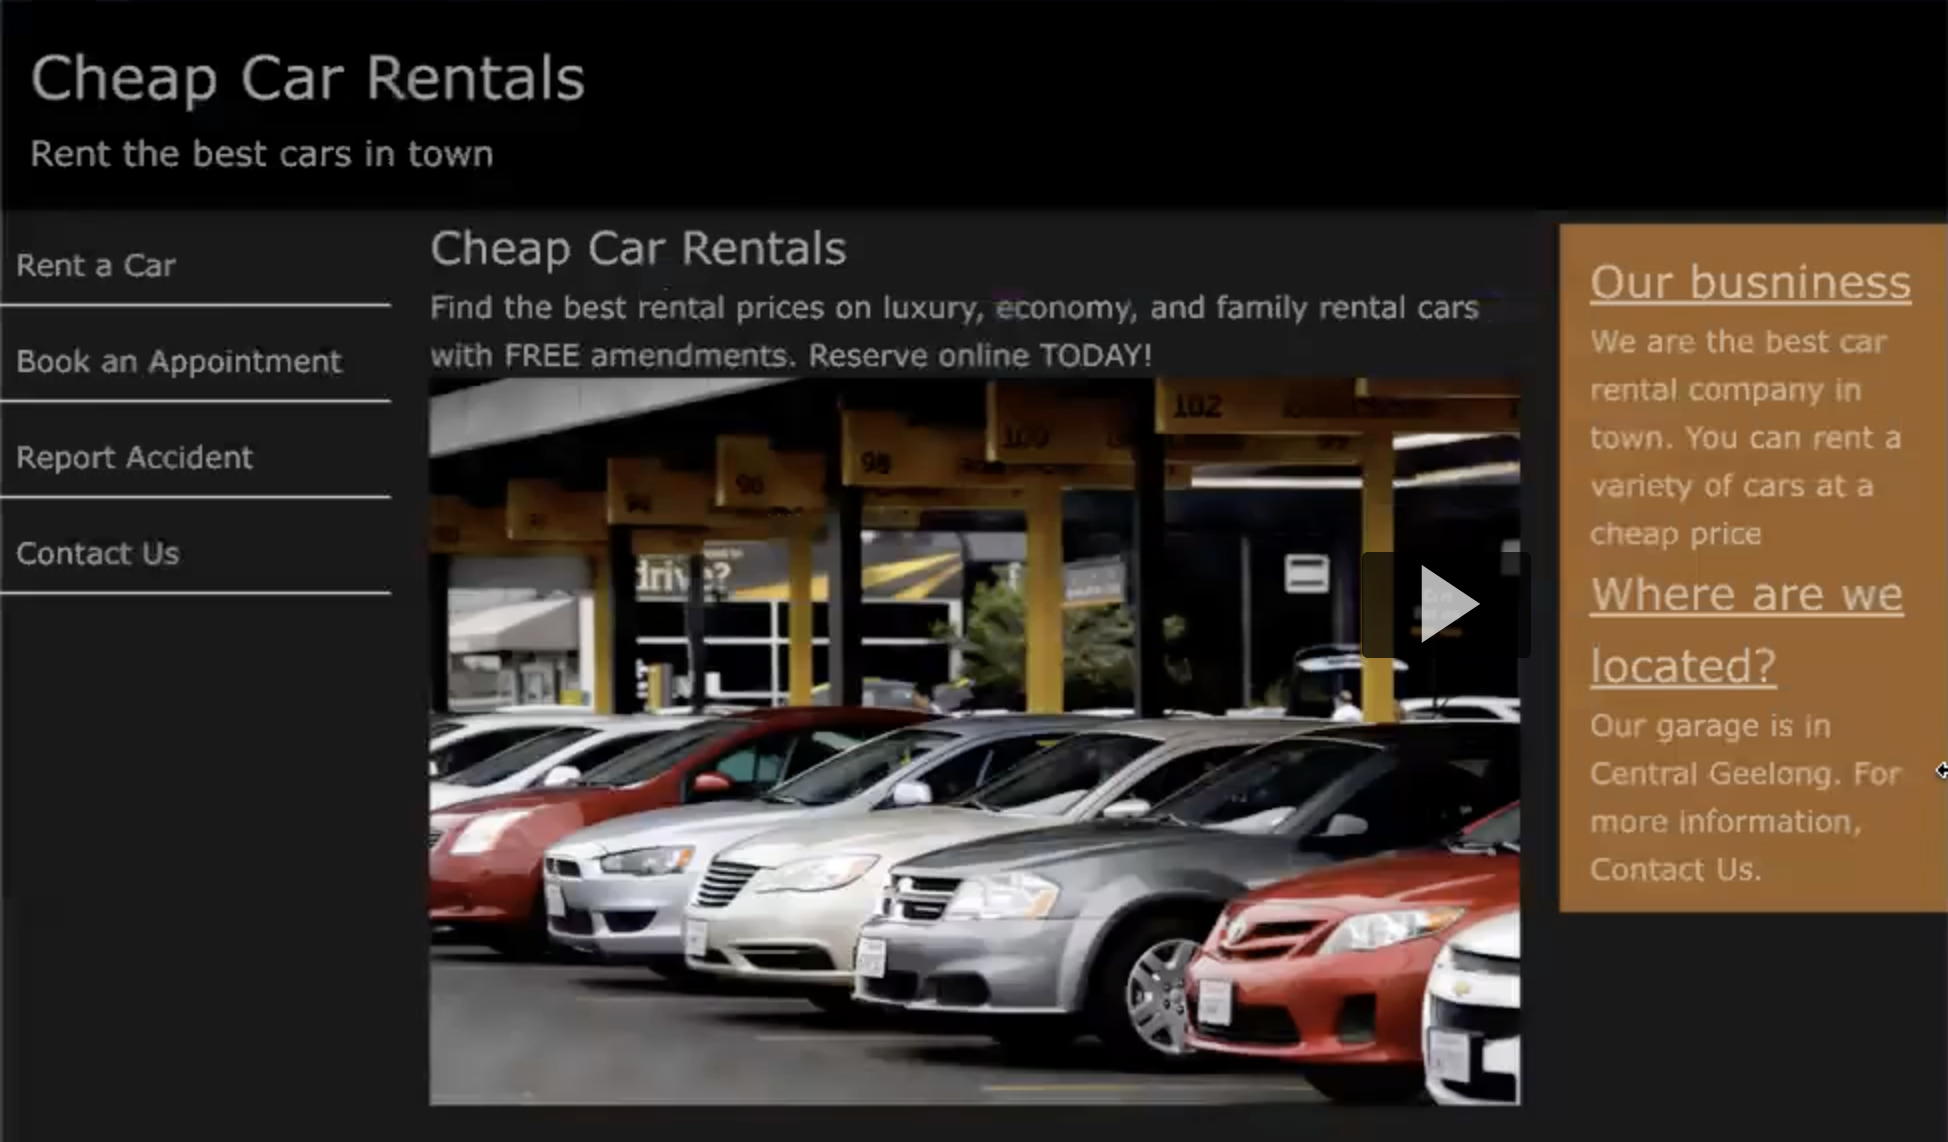 Cheap Car Rentals
Rent the best cars in town
Rent a Car
Book an Appointment
Report Accident
Contact Us
Cheap Car Rentals
Find the best rental prices on luxury, economy, and family rental cars
with FREE amendments. Reserve online TODAY!
102
100
98
96
94
drive?
Our busniness
We are the best car
rental company in
town. You can rent a
variety of cars at a
cheap price
Where are we
located?
Our garage is in
Central Geelong. For
more information,
Contact Us.